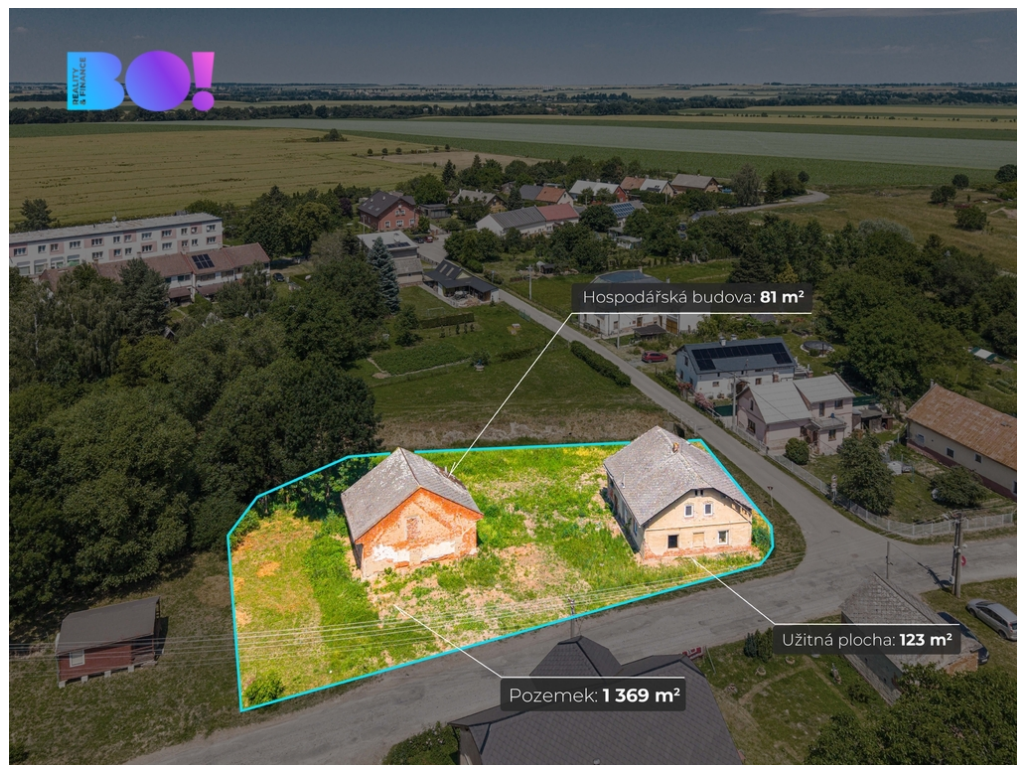 BO!
REALITY
& FINANCE
Hospodářská budova: 81 m²
Užitná plocha: 123 m²
Pozemek: 1 369 m²